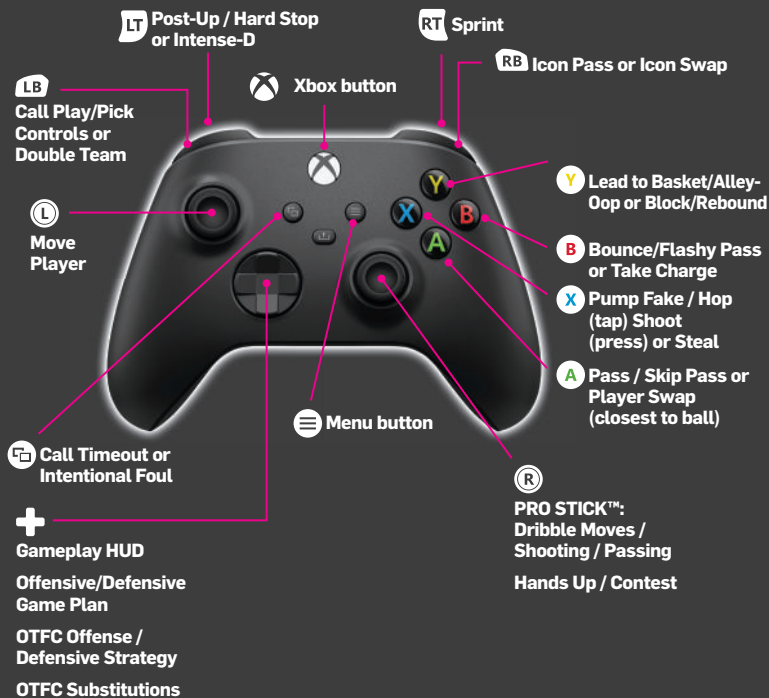 LT Post-Up / Hard Stop
or Intense-D
RT Sprint
RB Icon Pass or Icon Swap
LB
Call Play/Pick
Controls or
Double Team
Xbox button
L
Move
Player
Y
X
B
A
Y Lead to Basket/Alley-
Oop or Block/Rebound
B Bounce/Flashy Pass
or Take Charge
X Pump Fake / Hop
(tap) Shoot
(press) or Steal
A Pass / Skip Pass or
Player Swap
(closest to ball)
Menu button
Call Timeout or
Intentional Foul
R
PRO STICK™:
Dribble Moves /
Shooting / Passing
Hands Up / Contest
Gameplay HUD
Offensive/Defensive
Game Plan
OTFC Offense /
Defensive Strategy
OTFC Substitutions